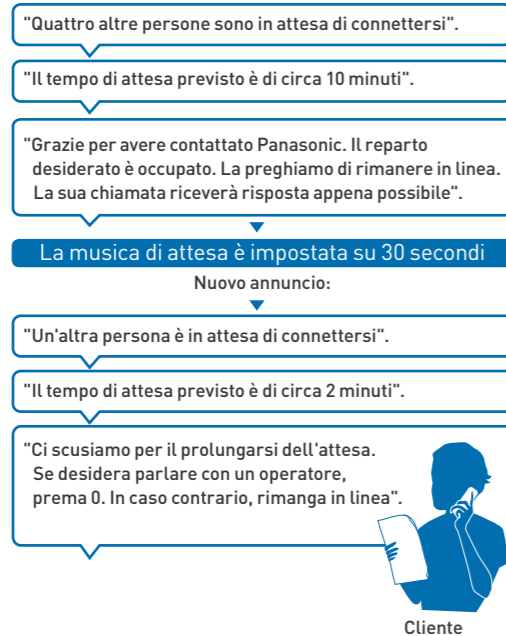 "Quattro altre persone sono in attesa di connettersi".
"Il tempo di attesa previsto è di circa 10 minuti".
"Grazie per avere contattato Panasonic. Il reparto
desiderato è occupato. La preghiamo di rimanere in linea.
La sua chiamata riceverà risposta appena possibile".
La musica di attesa è impostata su 30 secondi
Nuovo annuncio:
"Un'altra persona è in attesa di connettersi".
"Il tempo di attesa previsto è di circa 2 minuti".
"Ci scusiamo per il prolungarsi dell'attesa.
Se desidera parlare con un operatore,
prema 0. In caso contrario, rimanga in linea".
Cliente